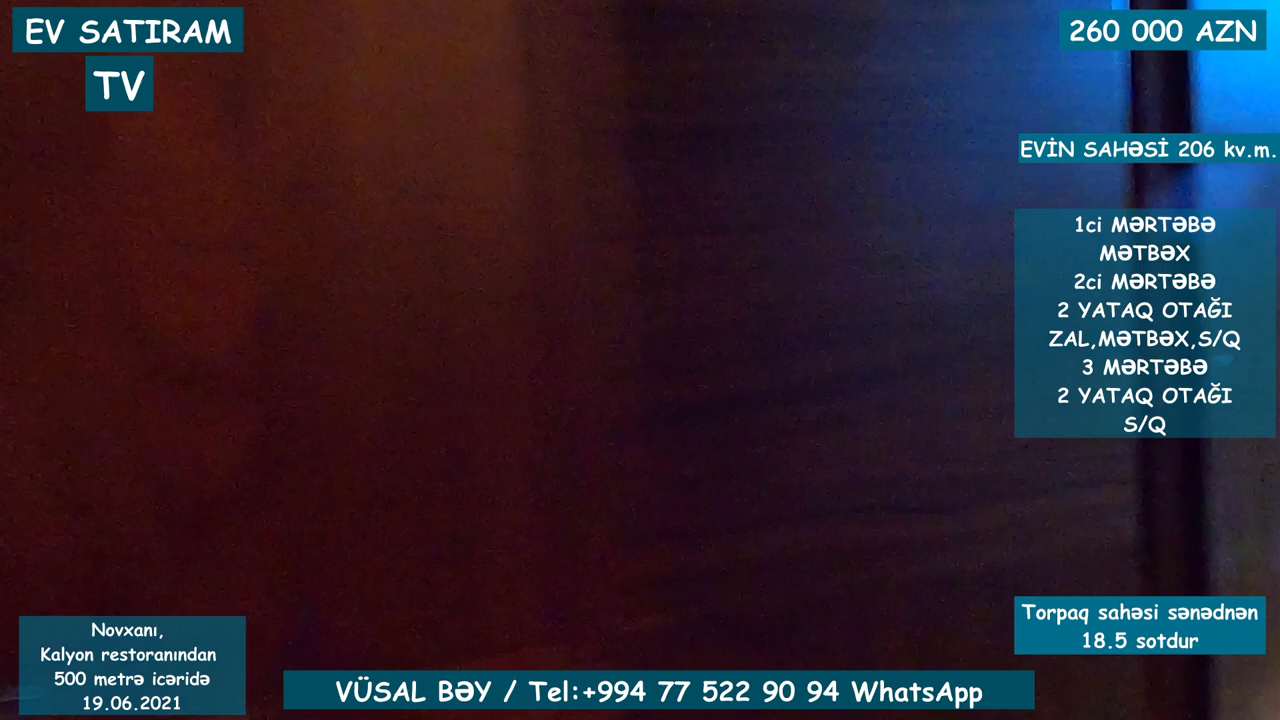 EV SATIRAM
TV
260 000 AZN
EVİN SAHƏSİ 206 kv.m.
1ci MƏRTƏBƏ
MƏTBƏX
2ci MƏRTƏBƏ
2 YATAQ OTAĞI
ZAL,MƏTBƏX,S/Q
3 MƏRTƏBƏ
2 YATAQ OTAĞI
S/Q
Torpaq sahəsi sənədnən
18.5 sotdur
Novxanı,
Kalyon restoranından
500 metrə icəridə
19.06.2021
VÜSAL BƏY / Tel:+994 77 522 90 94 WhatsApp